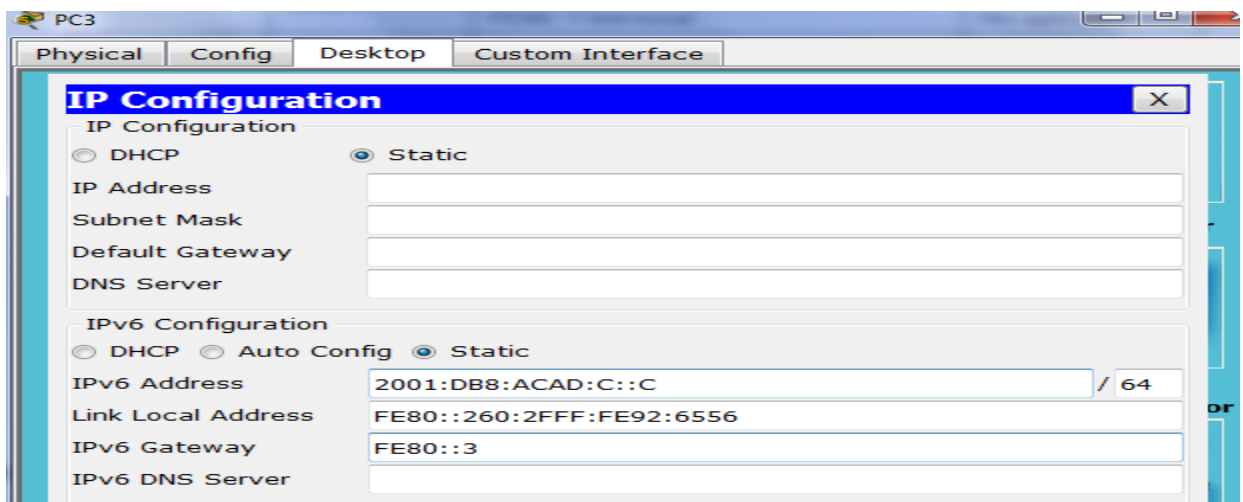 PC3
Physical Config Desktop Custom Interface
IP Configuration X
IP Configuration
DHCP Static
IP Address
Subnet Mask
Default Gateway
DNS Server
IPv6 Configuration
DHCP Auto Config Static
IPv6 Address 2001:DB8:ACAD:C::C / 64
Link Local Address FE80::260:2FFF:FE92:6556
IPv6 Gateway FE80::3
IPv6 DNS Server